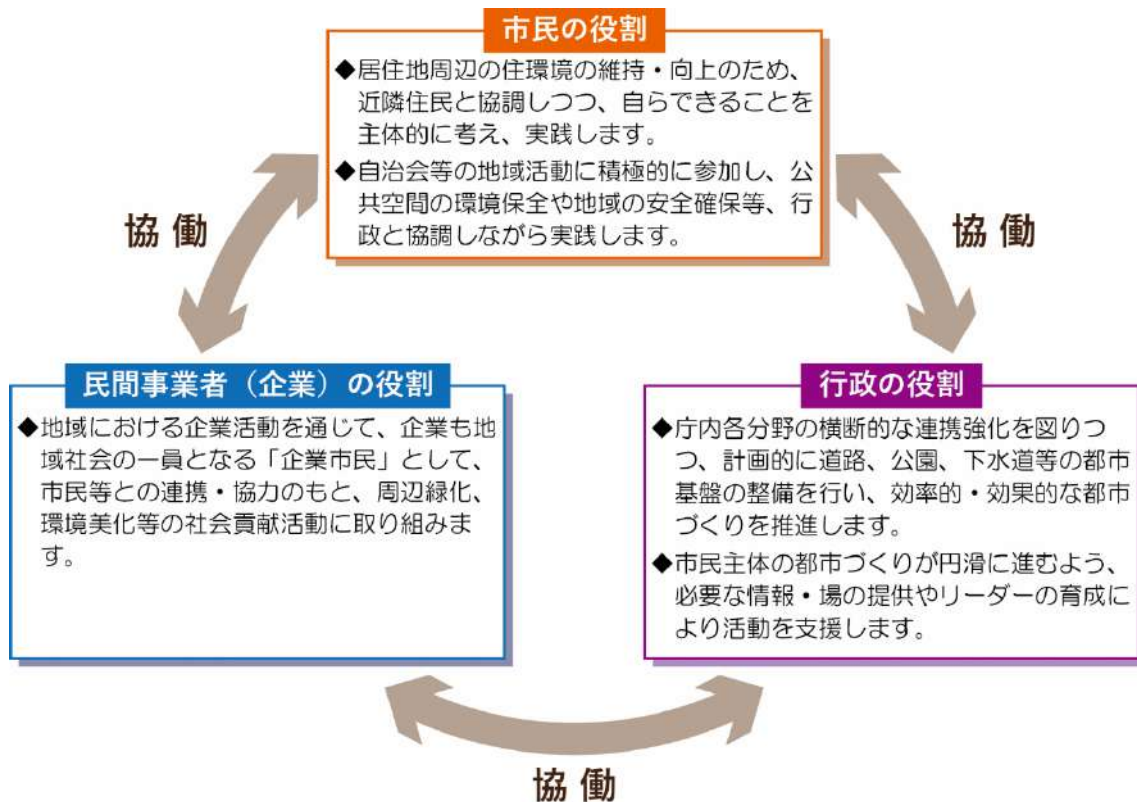 市民の役割
◆居住地周辺の住環境の維持・向上のため、
近隣住民と協調しつつ、自らできることを
主体的に考え、実践します。
◆自治会等の地域活動に積極的に参加し、公
共空間の環境保全や地域の安全確保等、行
政と協調しながら実践します。
協働
協働
民間事業者（企業）の役割
◆地域における企業活動を通じて、企業も地
域社会の一員となる「企業市民」として、
市民等との連携・協力のもと、周辺緑化、
環境美化等の社会貢献活動に取り組みま
す。
行政の役割
◆庁内各分野の横断的な連携強化を図りつ
つ、計画的に道路、公園、下水道等の都市
基盤の整備を行い、効率的・効果的な都市
づくりを推進します。
◆市民主体の都市づくりが円滑に進むよう、
必要な情報・場の提供やリーダーの育成に
より活動を支援します。
協働